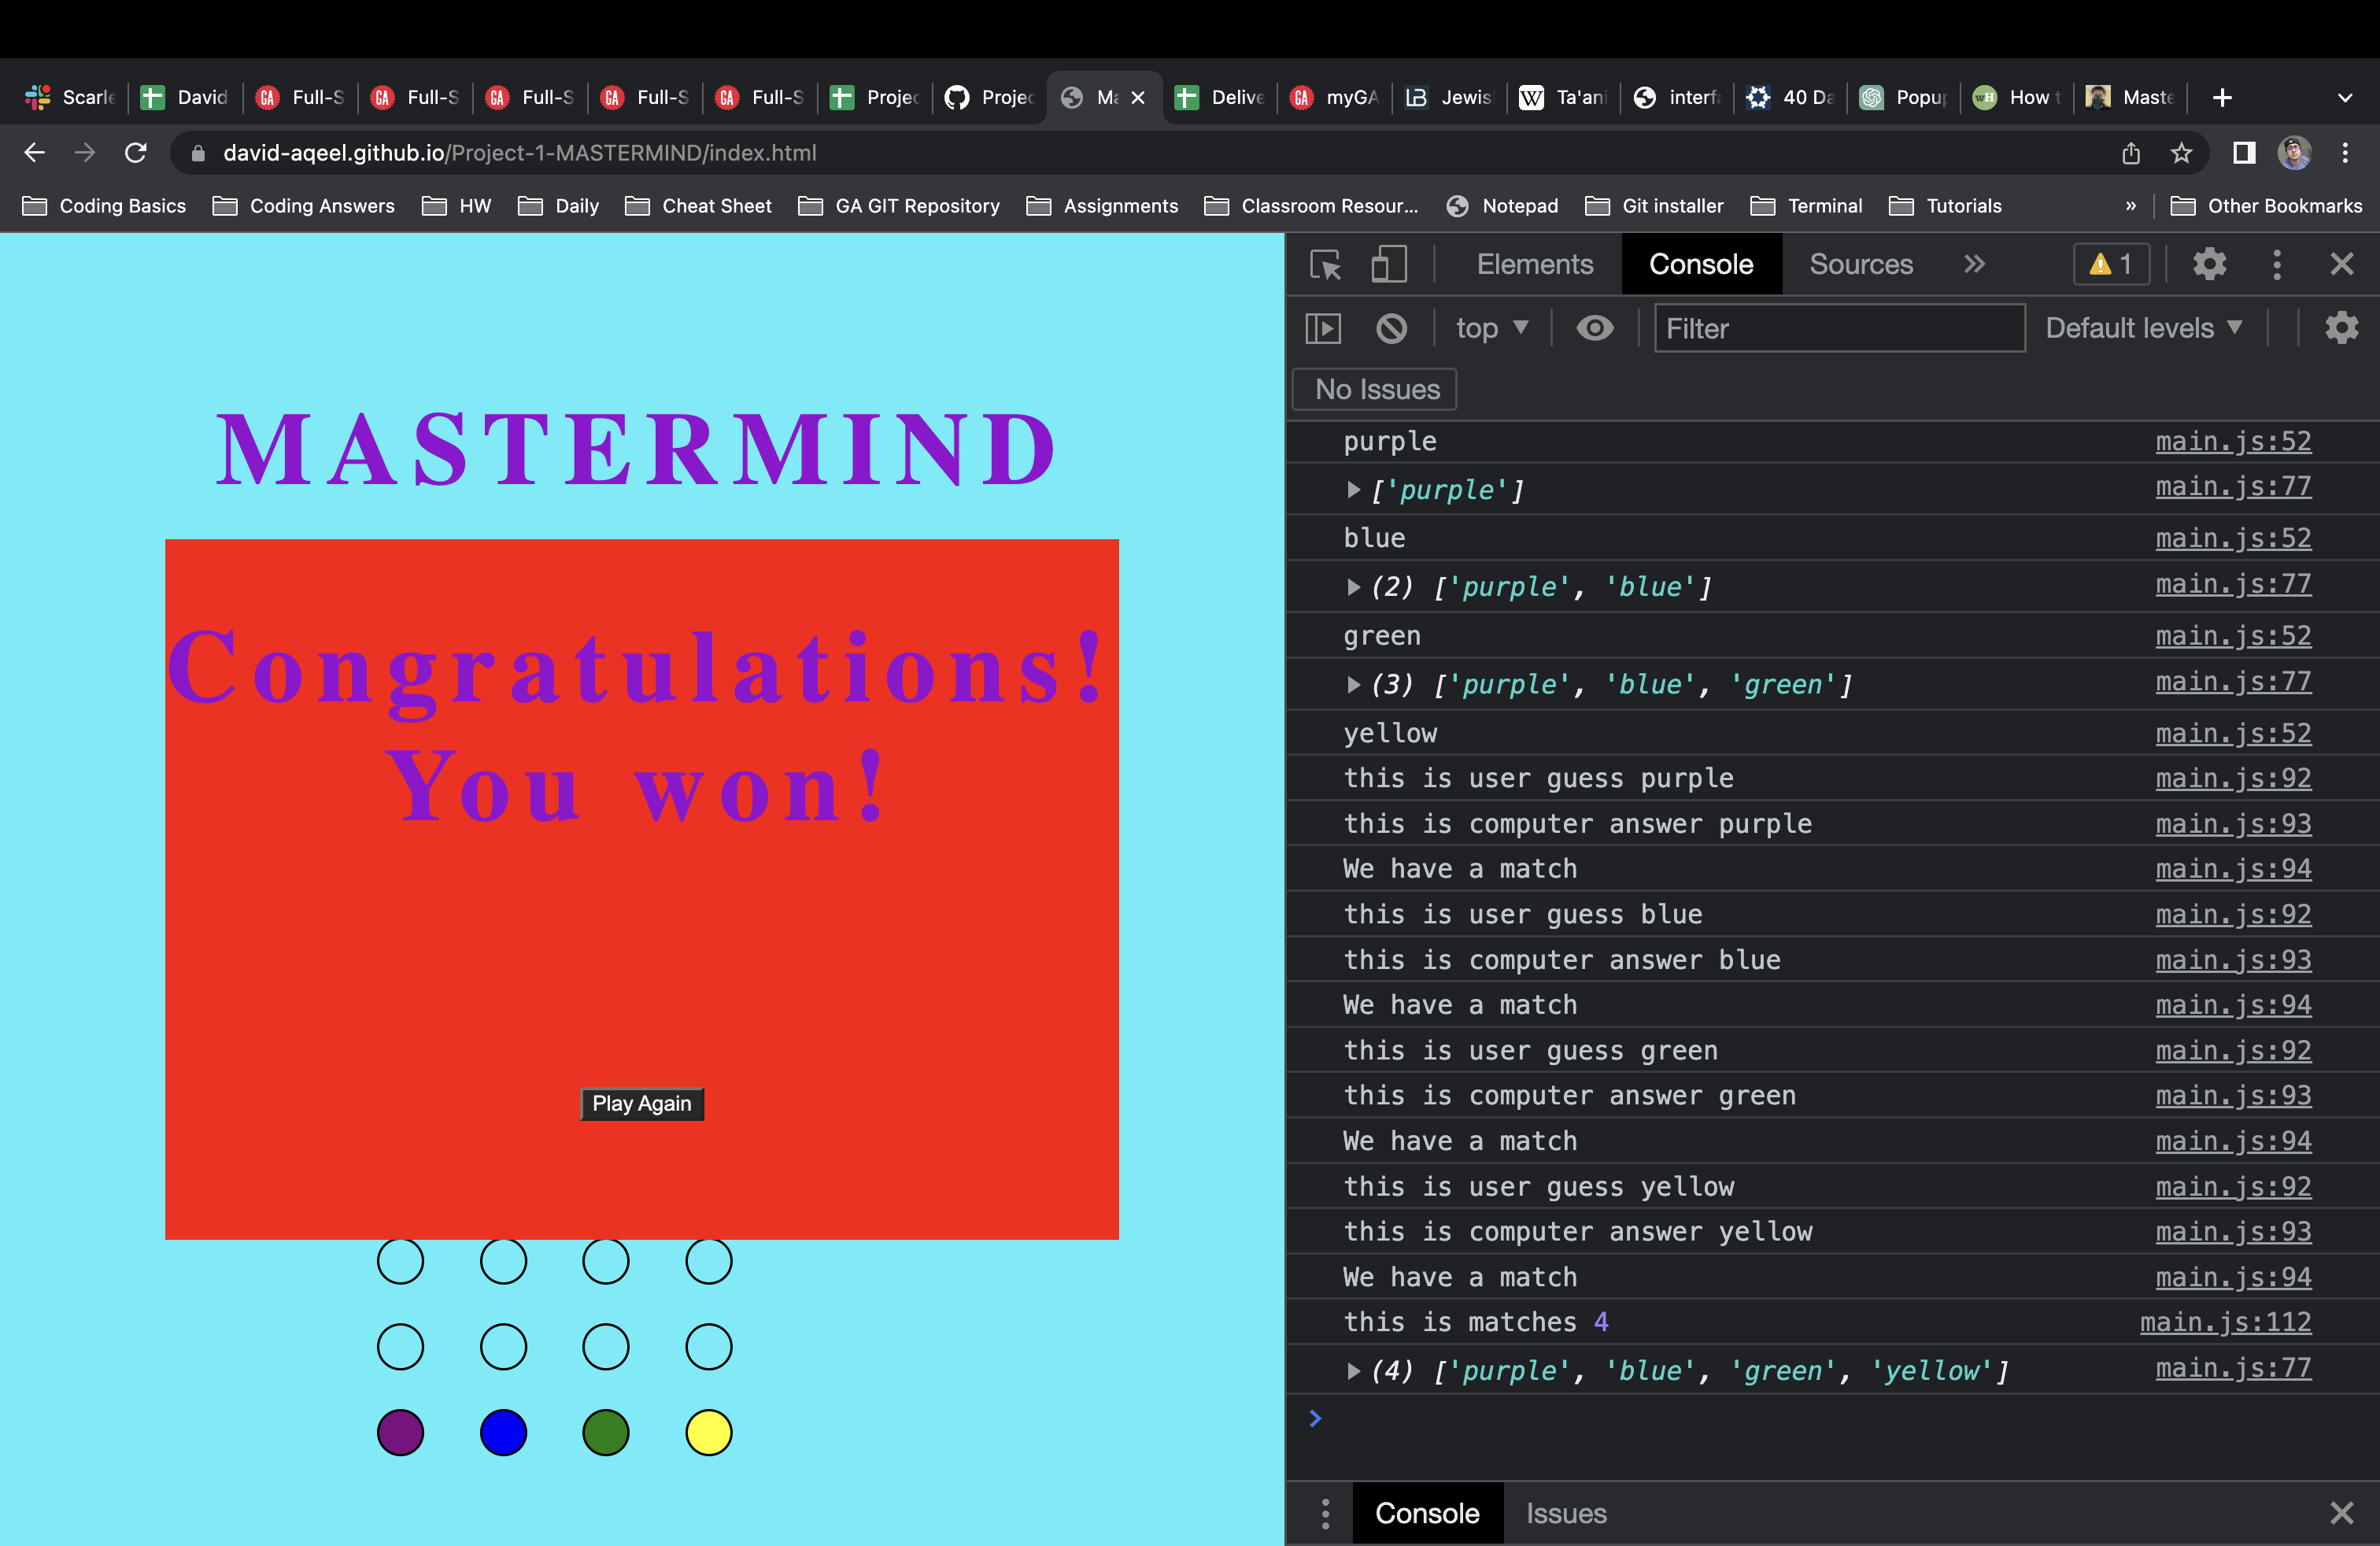 Scarle David Full-S Full-S Full-S Full-S Full-S Projec Projec Ma Delive myGA Jewis Ta'ani interfa 40 Da Popup How t Maste
david-aqeel.github.io/Project-1-MASTERMIND/index.html
Coding Basics Coding Answers HW Daily Cheat Sheet GA GIT Repository Assignments Classroom Resour... Notepad Git installer Terminal Tutorials » Other Bookmarks
MASTERMIND
Congratulations!
You won!
Play Again
Elements Console Sources 1
top Filter Default levels
No Issues
purple main.js:52
['purple'] main.js:77
blue main.js:52
(2) ['purple', 'blue'] main.js:77
green main.js:52
(3) ['purple', 'blue', 'green'] main.js:77
yellow main.js:52
this is user guess purple main.js:92
this is computer answer purple main.js:93
We have a match main.js:94
this is user guess blue main.js:92
this is computer answer blue main.js:93
We have a match main.js:94
this is user guess green main.js:92
this is computer answer green main.js:93
We have a match main.js:94
this is user guess yellow main.js:92
this is computer answer yellow main.js:93
We have a match main.js:94
this is matches 4 main.js:112
(4) ['purple', 'blue', 'green', 'yellow'] main.js:77
Console Issues